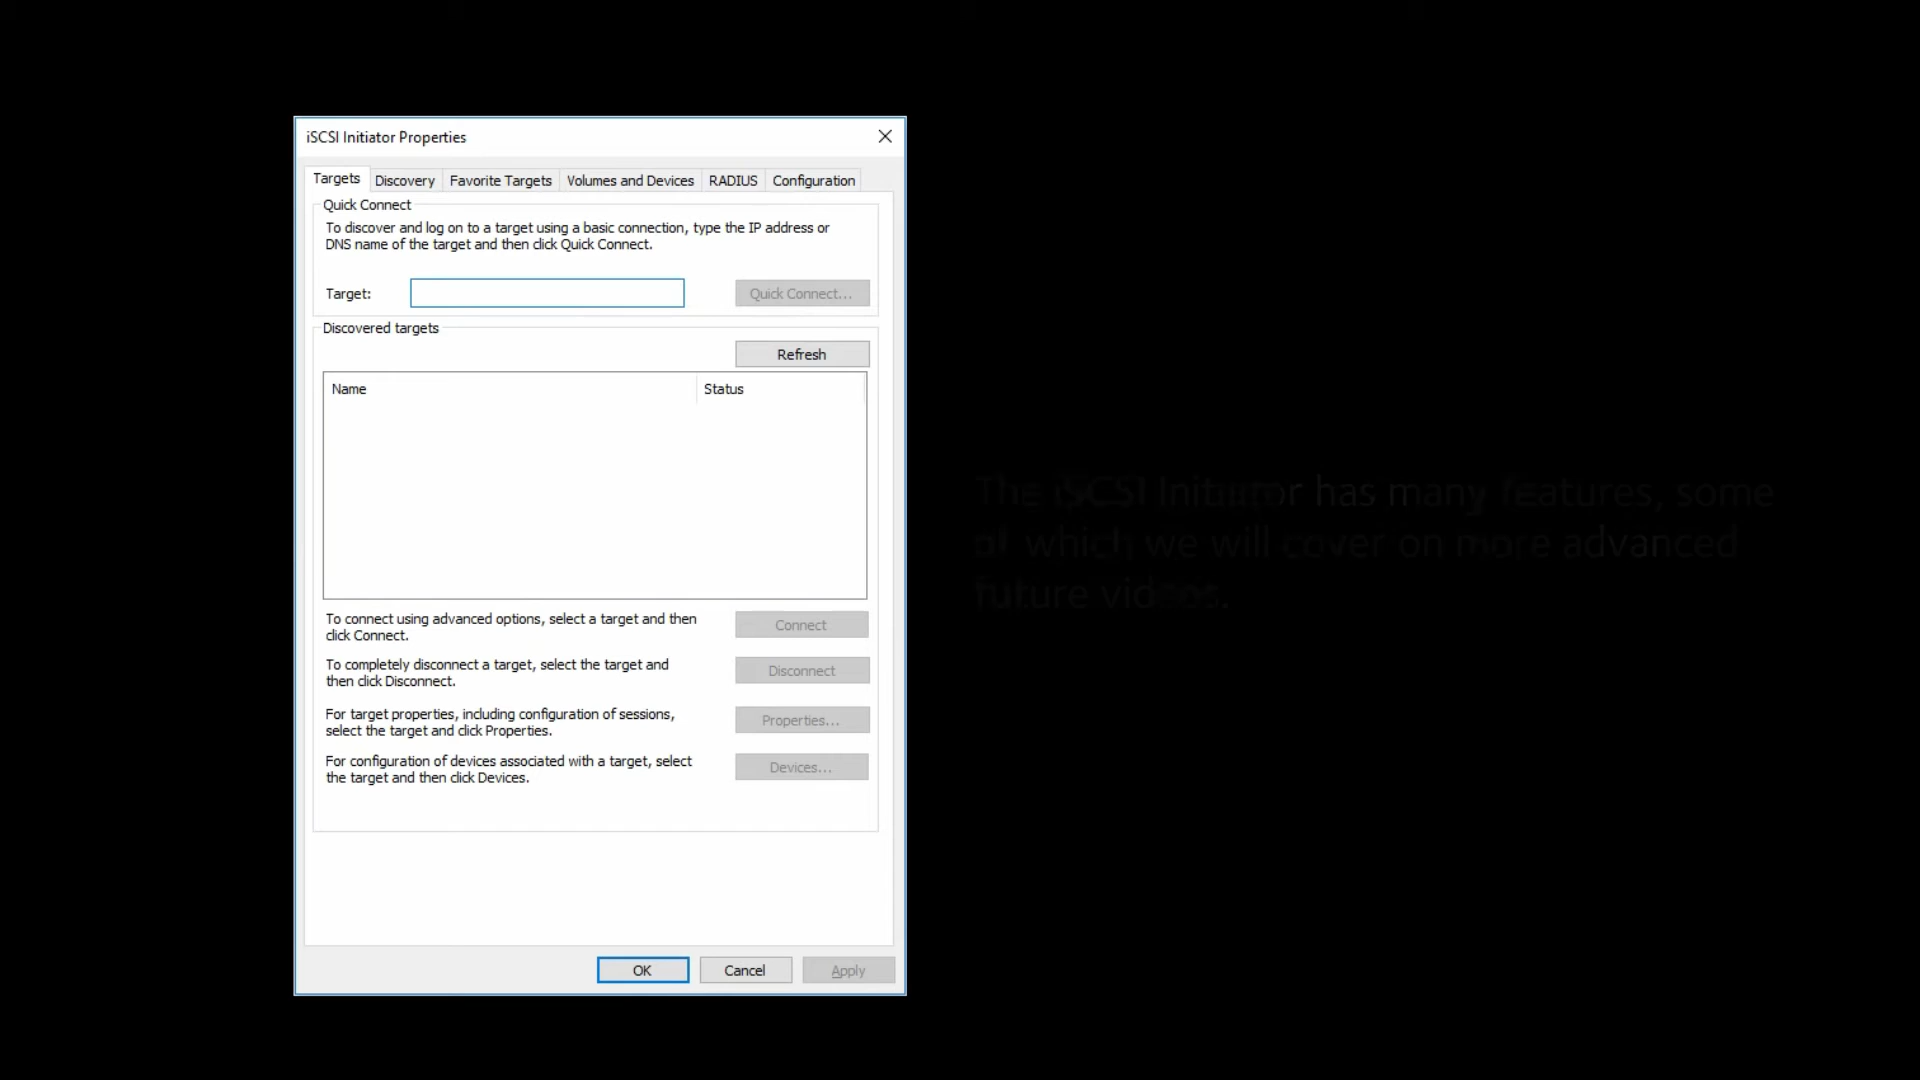 iSCSI Initiator Properties
Targets Discovery Favorite Targets Volumes and Devices RADIUS Configuration
Quick Connect
To discover and log on to a target using a basic connection, type the IP address or
DNS name of the target and then click Quick Connect.
Target: Quick Connect...
Discovered targets
Refresh
Name Status
To connect using advanced options, select a target and then
click Connect.
Connect
To completely disconnect a target, select the target and
then click Disconnect.
Disconnect
For target properties, including configuration of sessions,
select the target and click Properties.
Properties...
For configuration of devices associated with a target, select
the target and then click Devices.
Devices...
OK Cancel Apply
The iSCSI Initiator has many features, some
of which we will cover on more advanced
future videos.